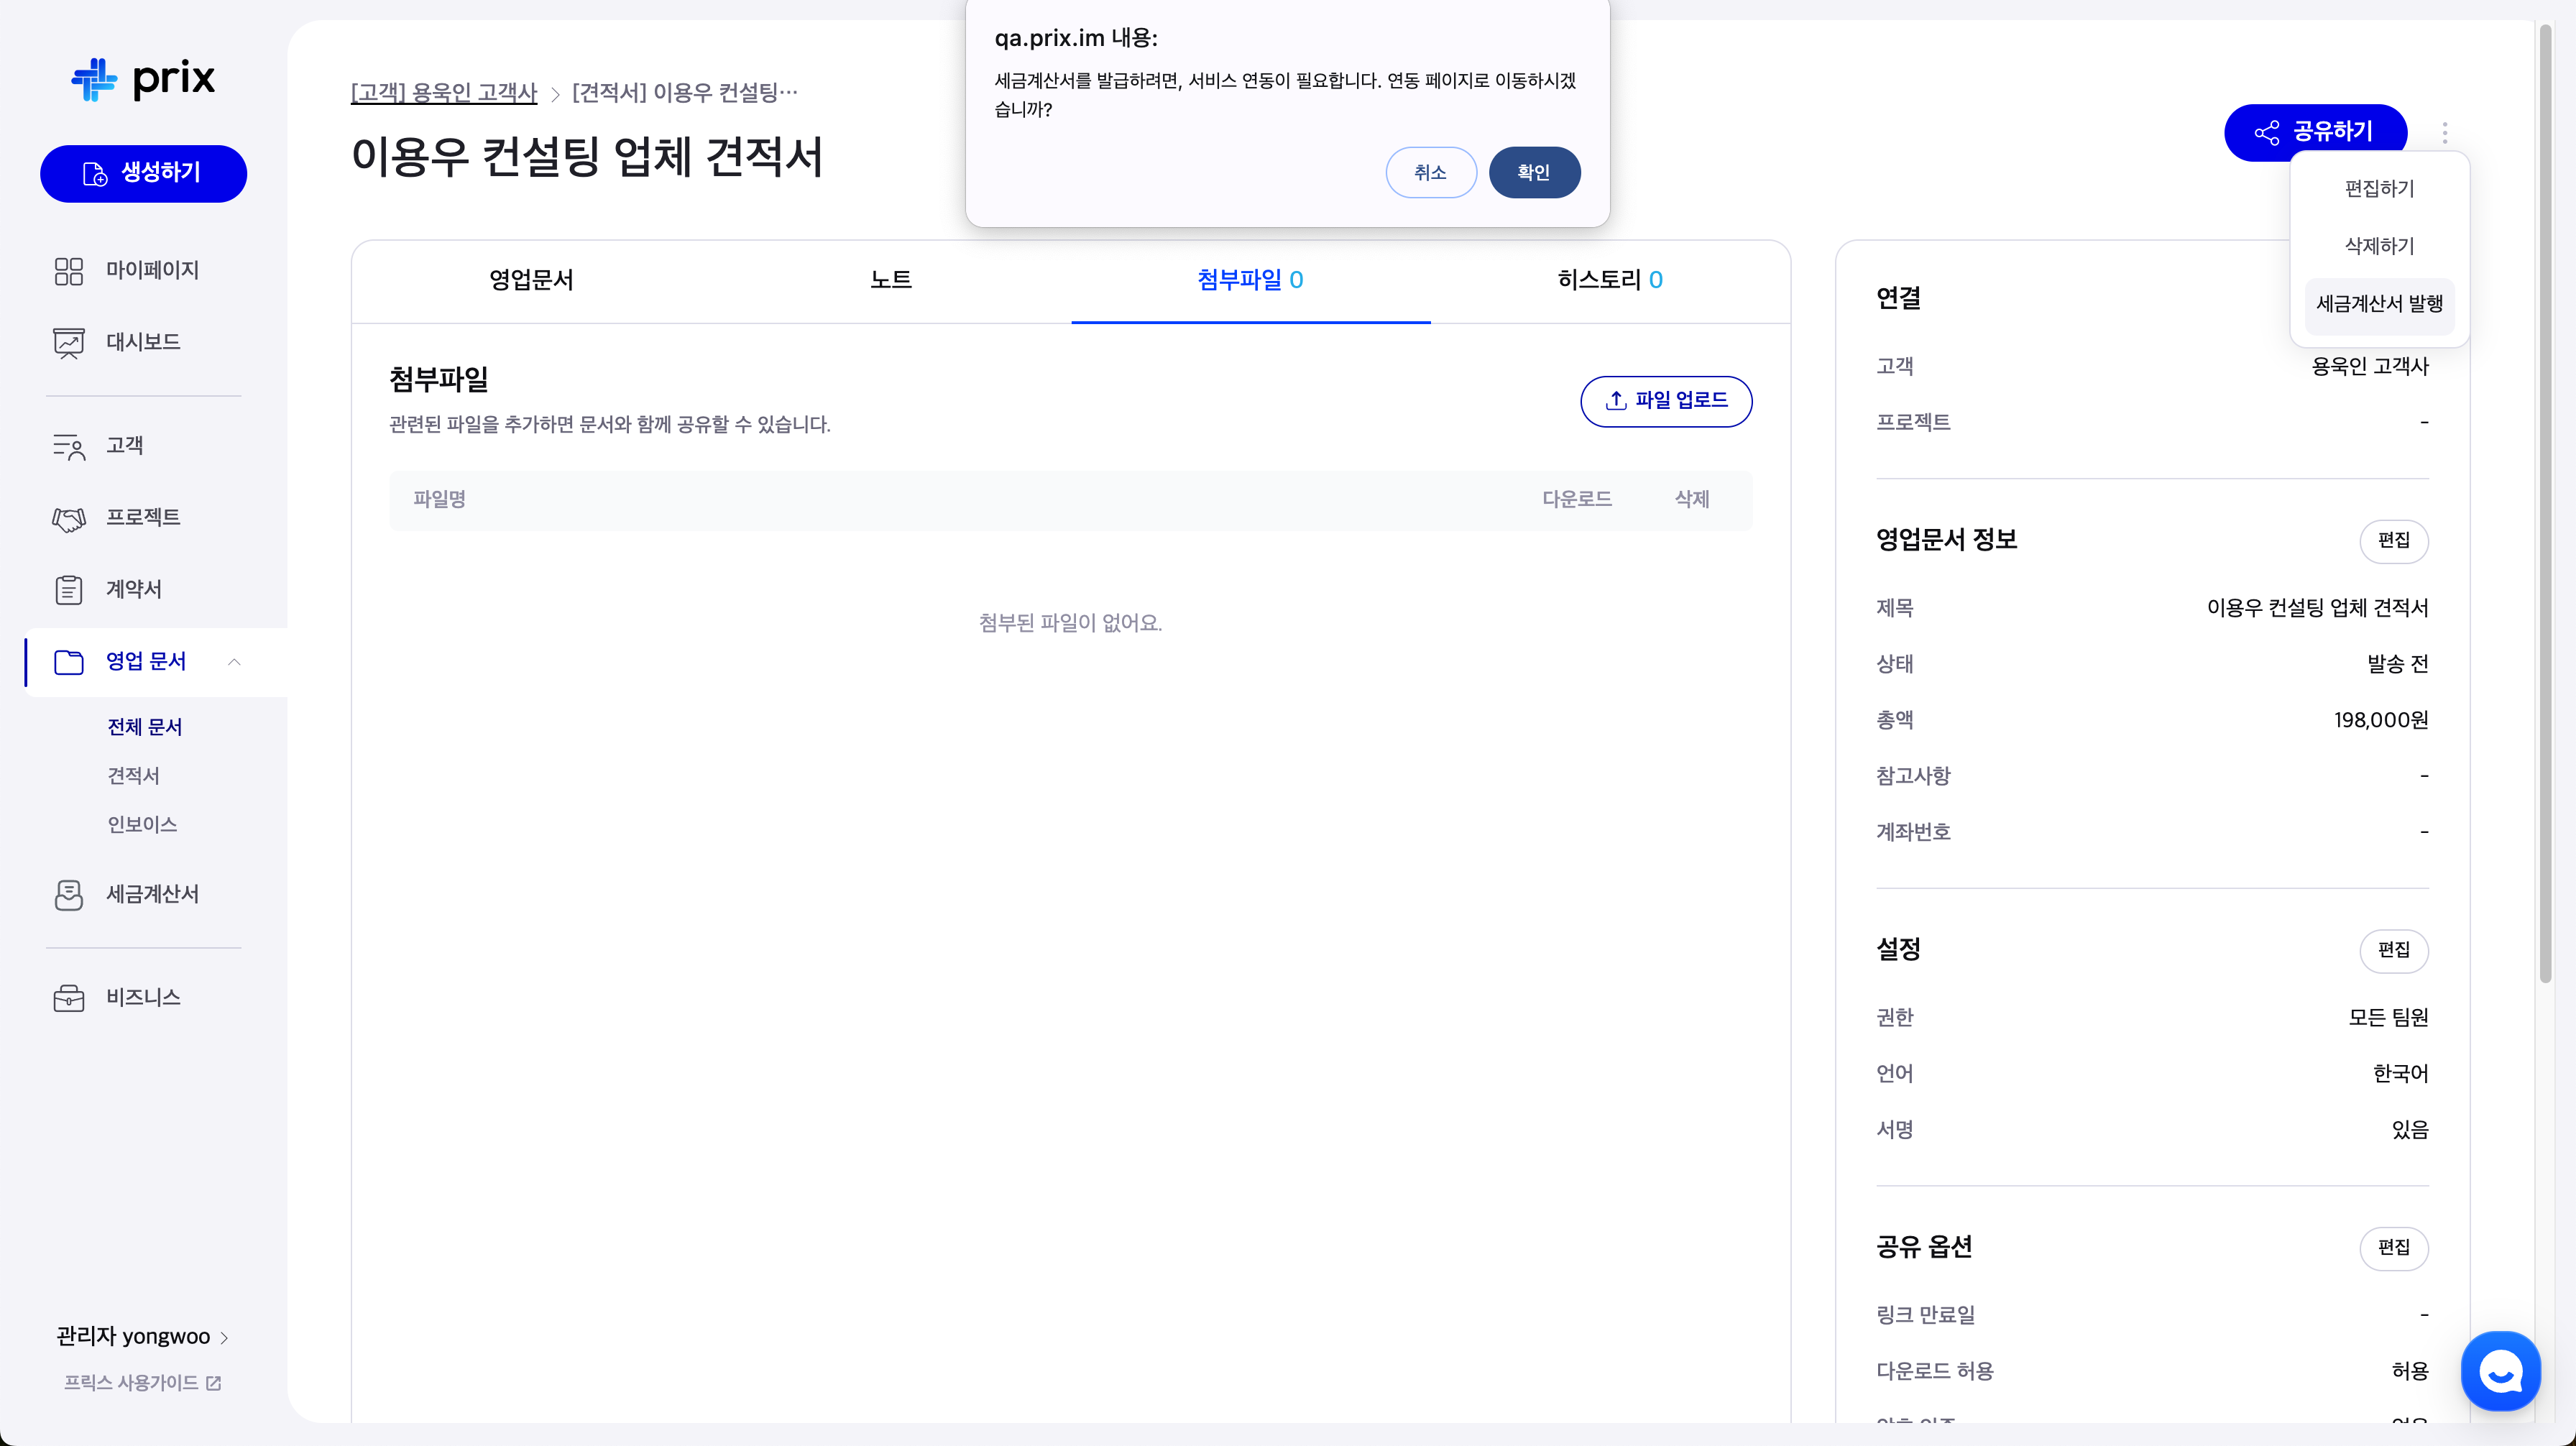 prix
생성하기
마이페이지
대시보드
고객
프로젝트
계약서
영업 문서
전체 문서
견적서
인보이스
세금계산서
비즈니스
관리자 yongwoo
프릭스 사용가이드
qa.prix.im 내용:
세금계산서를 발급하려면, 서비스 연동이 필요합니다. 연동 페이지로 이동하시겠
습니까?
취소 확인
[고객] 용욱인 고객사 > [견적서] 이용우 컨설팅…
이용우 컨설팅 업체 견적서
공유하기
편집하기
삭제하기
세금계산서 발행
영업문서 노트 첨부파일 0 히스토리 0
첨부파일
관련된 파일을 추가하면 문서와 함께 공유할 수 있습니다.
파일 업로드
파일명 다운로드 삭제
첨부된 파일이 없어요.
연결
고객 용욱인 고객사
프로젝트 -
영업문서 정보 편집
제목 이용우 컨설팅 업체 견적서
상태 발송 전
총액 198,000원
참고사항 -
계좌번호 -
설정 편집
권한 모든 팀원
언어 한국어
서명 있음
공유 옵션 편집
링크 만료일 -
다운로드 허용 허용